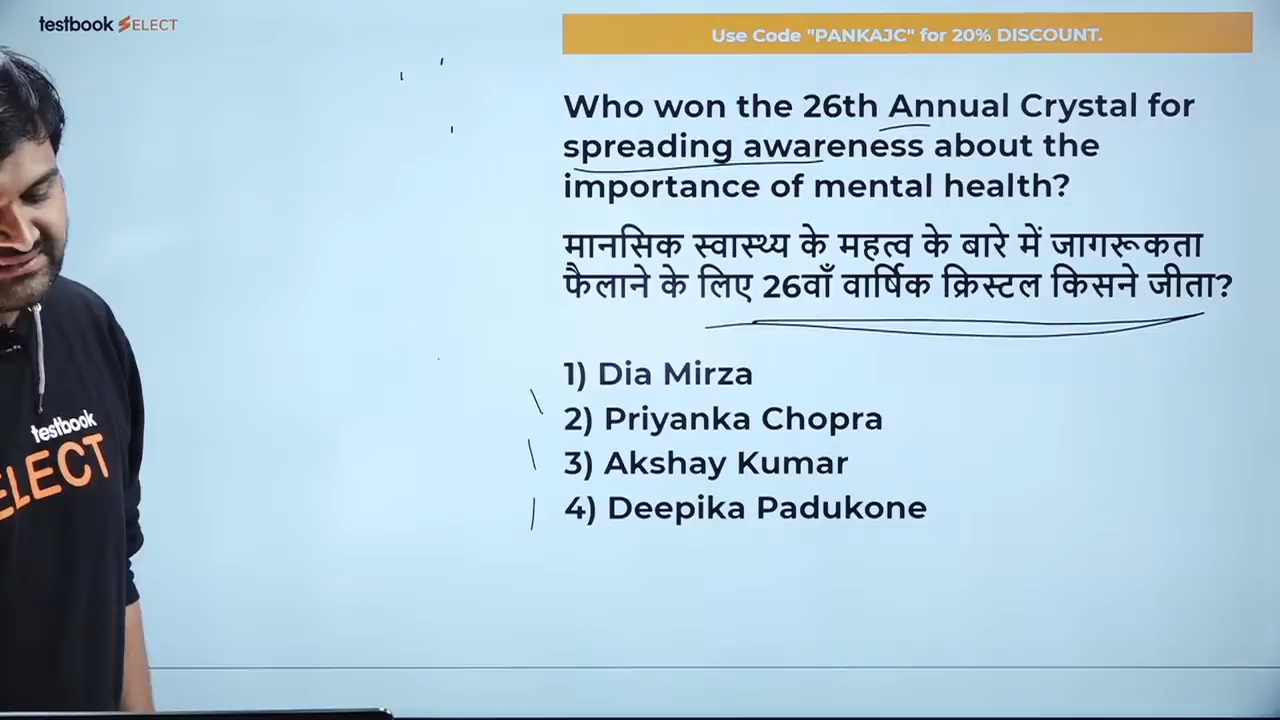 testbook SELECT
Use Code "PANKAJC" for 20% DISCOUNT.
Who won the 26th Annual Crystal for
spreading awareness about the
importance of mental health?
मानसिक स्वास्थ्य के महत्व के बारे में जागरूकता
फैलाने के लिए 26वाँ वार्षिक क्रिस्टल किसने जीता?
1) Dia Mirza
2) Priyanka Chopra
3) Akshay Kumar
4) Deepika Padukone
testbook
ELECT